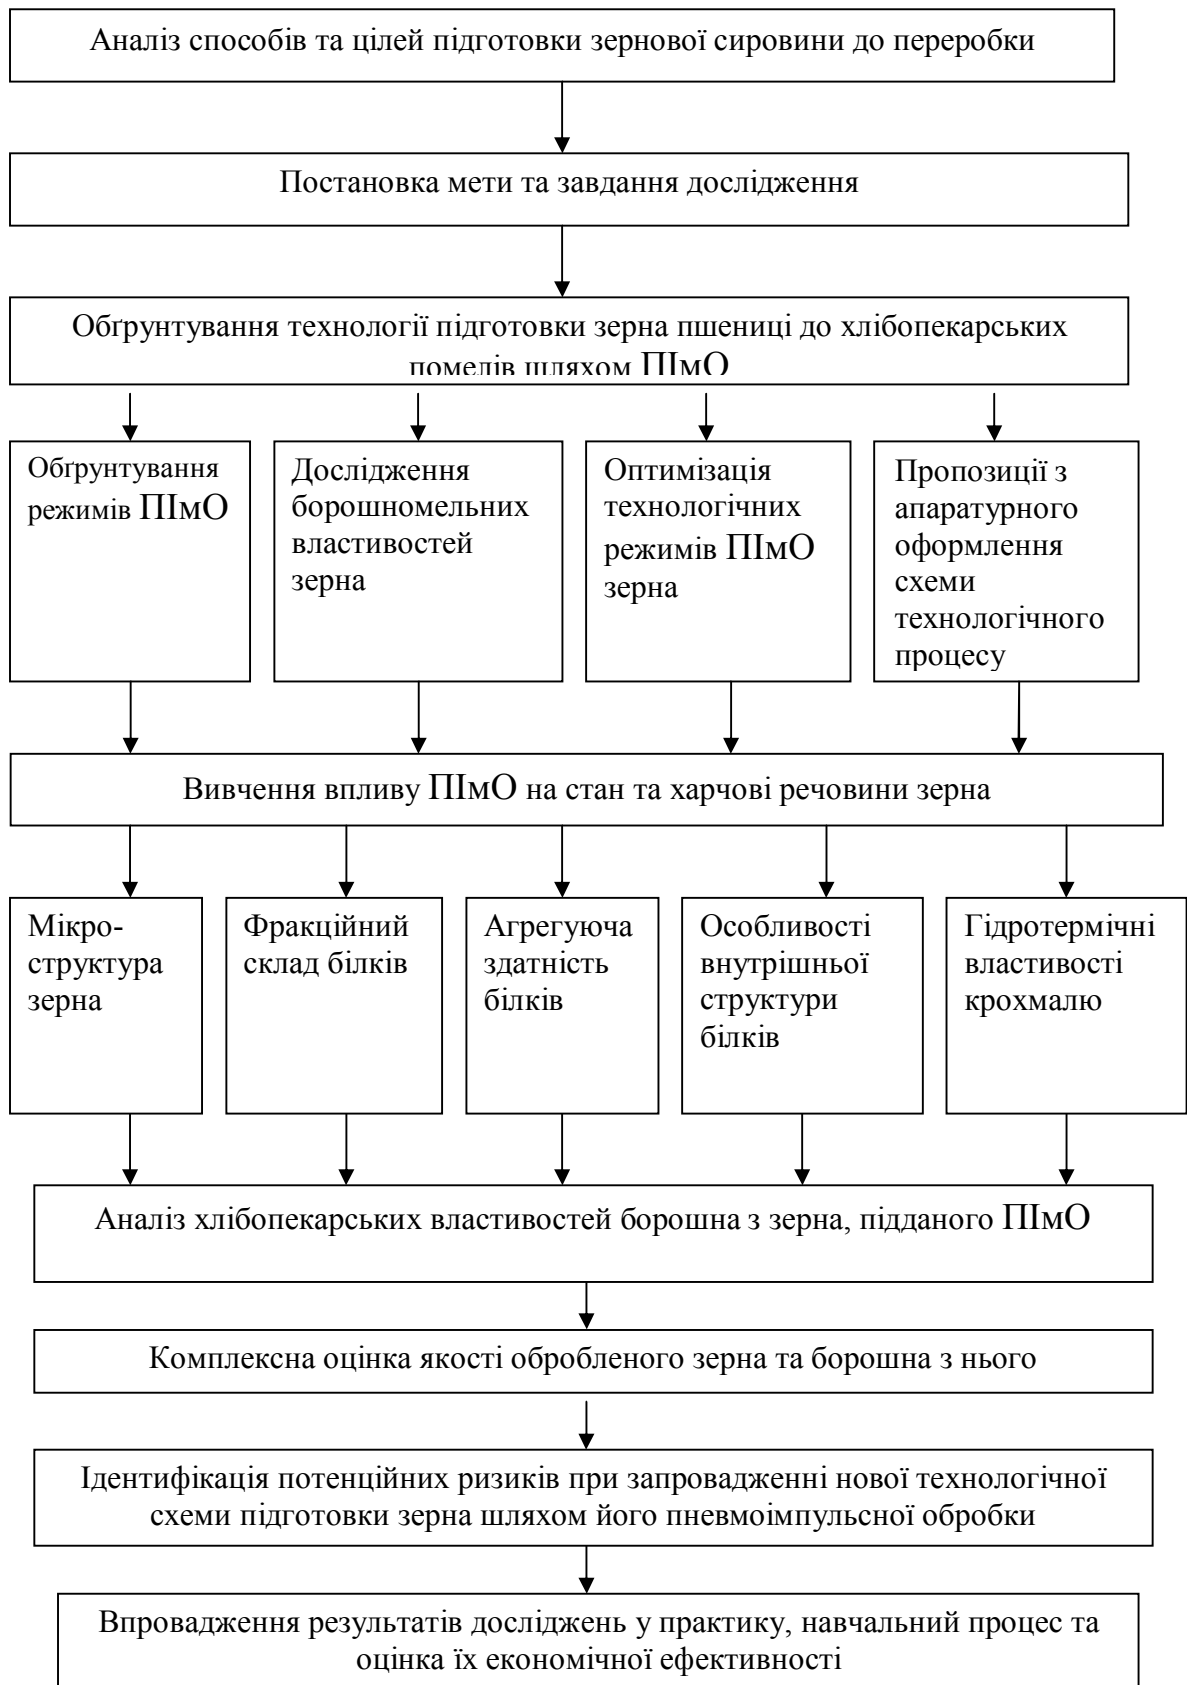 Аналіз способів та цілей підготовки зернової сировини до переробки
Постановка мети та завдання дослідження
Обґрунтування технології підготовки зерна пшениці до хлібопекарських
помелів шляхом ПІмО
Обґрунтування
режимів ПІмО
Дослідження
борошномельних
властивостей
зерна
Оптимізація
технологічних
режимів ПІмО
зерна
Пропозиції з
апаратурного
оформлення
схеми
технологічного
процесу
Вивчення впливу ПІмО на стан та харчові речовини зерна
Мікро-
структура
зерна
Фракційний
склад білків
Агрегуюча
здатність
білків
Особливості
внутрішньої
структури
білків
Гідротермічні
властивості
крохмалю
Аналіз хлібопекарських властивостей борошна з зерна, підданого ПІмО
Комплексна оцінка якості обробленого зерна та борошна з нього
Ідентифікація потенційних ризиків при запровадженні нової технологічної
схеми підготовки зерна шляхом його пневмоімпульсної обробки
Впровадження результатів досліджень у практику, навчальний процес та
оцінка їх економічної ефективності